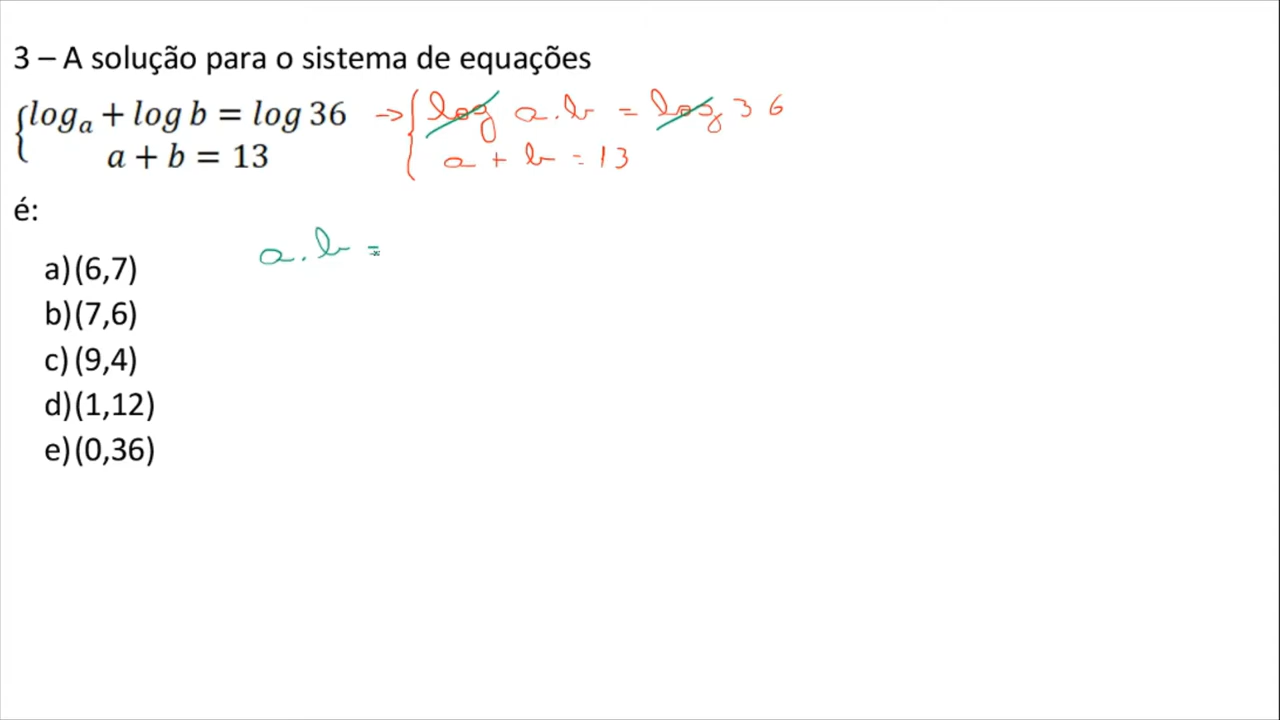 3 – A solução para o sistema de equações
{log_a + log b = log 36 → {log a.b = log 36
a + b = 13 a + b = 13
é:
a.b =
a)(6,7)
b)(7,6)
c)(9,4)
d)(1,12)
e)(0,36)